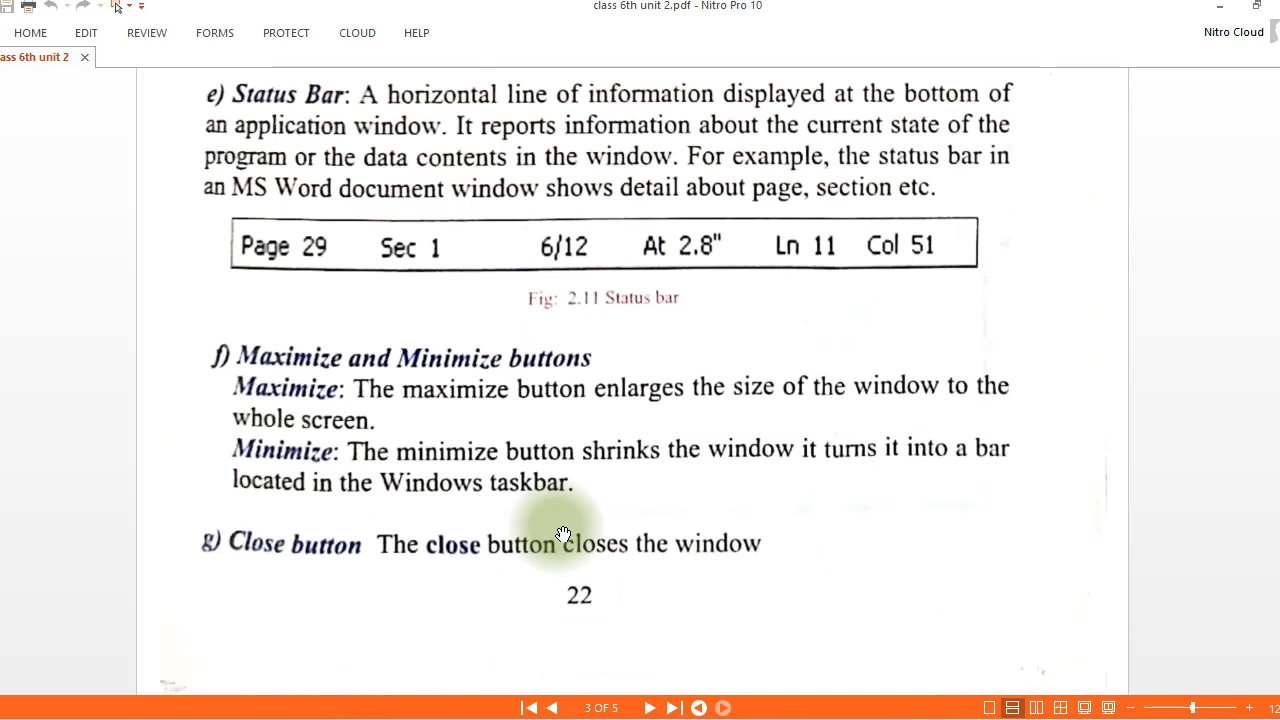 class 6th unit 2.pdf - Nitro Pro 10
HOME EDIT REVIEW FORMS PROTECT CLOUD HELP
Nitro Cloud
ass 6th unit 2
e) Status Bar: A horizontal line of information displayed at the bottom of
an application window. It reports information about the current state of the
program or the data contents in the window. For example, the status bar in
an MS Word document window shows detail about page, section etc.
Page 29 Sec 1 6/12 At 2.8" Ln 11 Col 51
Fig: 2.11 Status bar
f) Maximize and Minimize buttons
Maximize: The maximize button enlarges the size of the window to the
whole screen.
Minimize: The minimize button shrinks the window it turns it into a bar
located in the Windows taskbar.
g) Close button The close button closes the window
22
3 OF 5
12